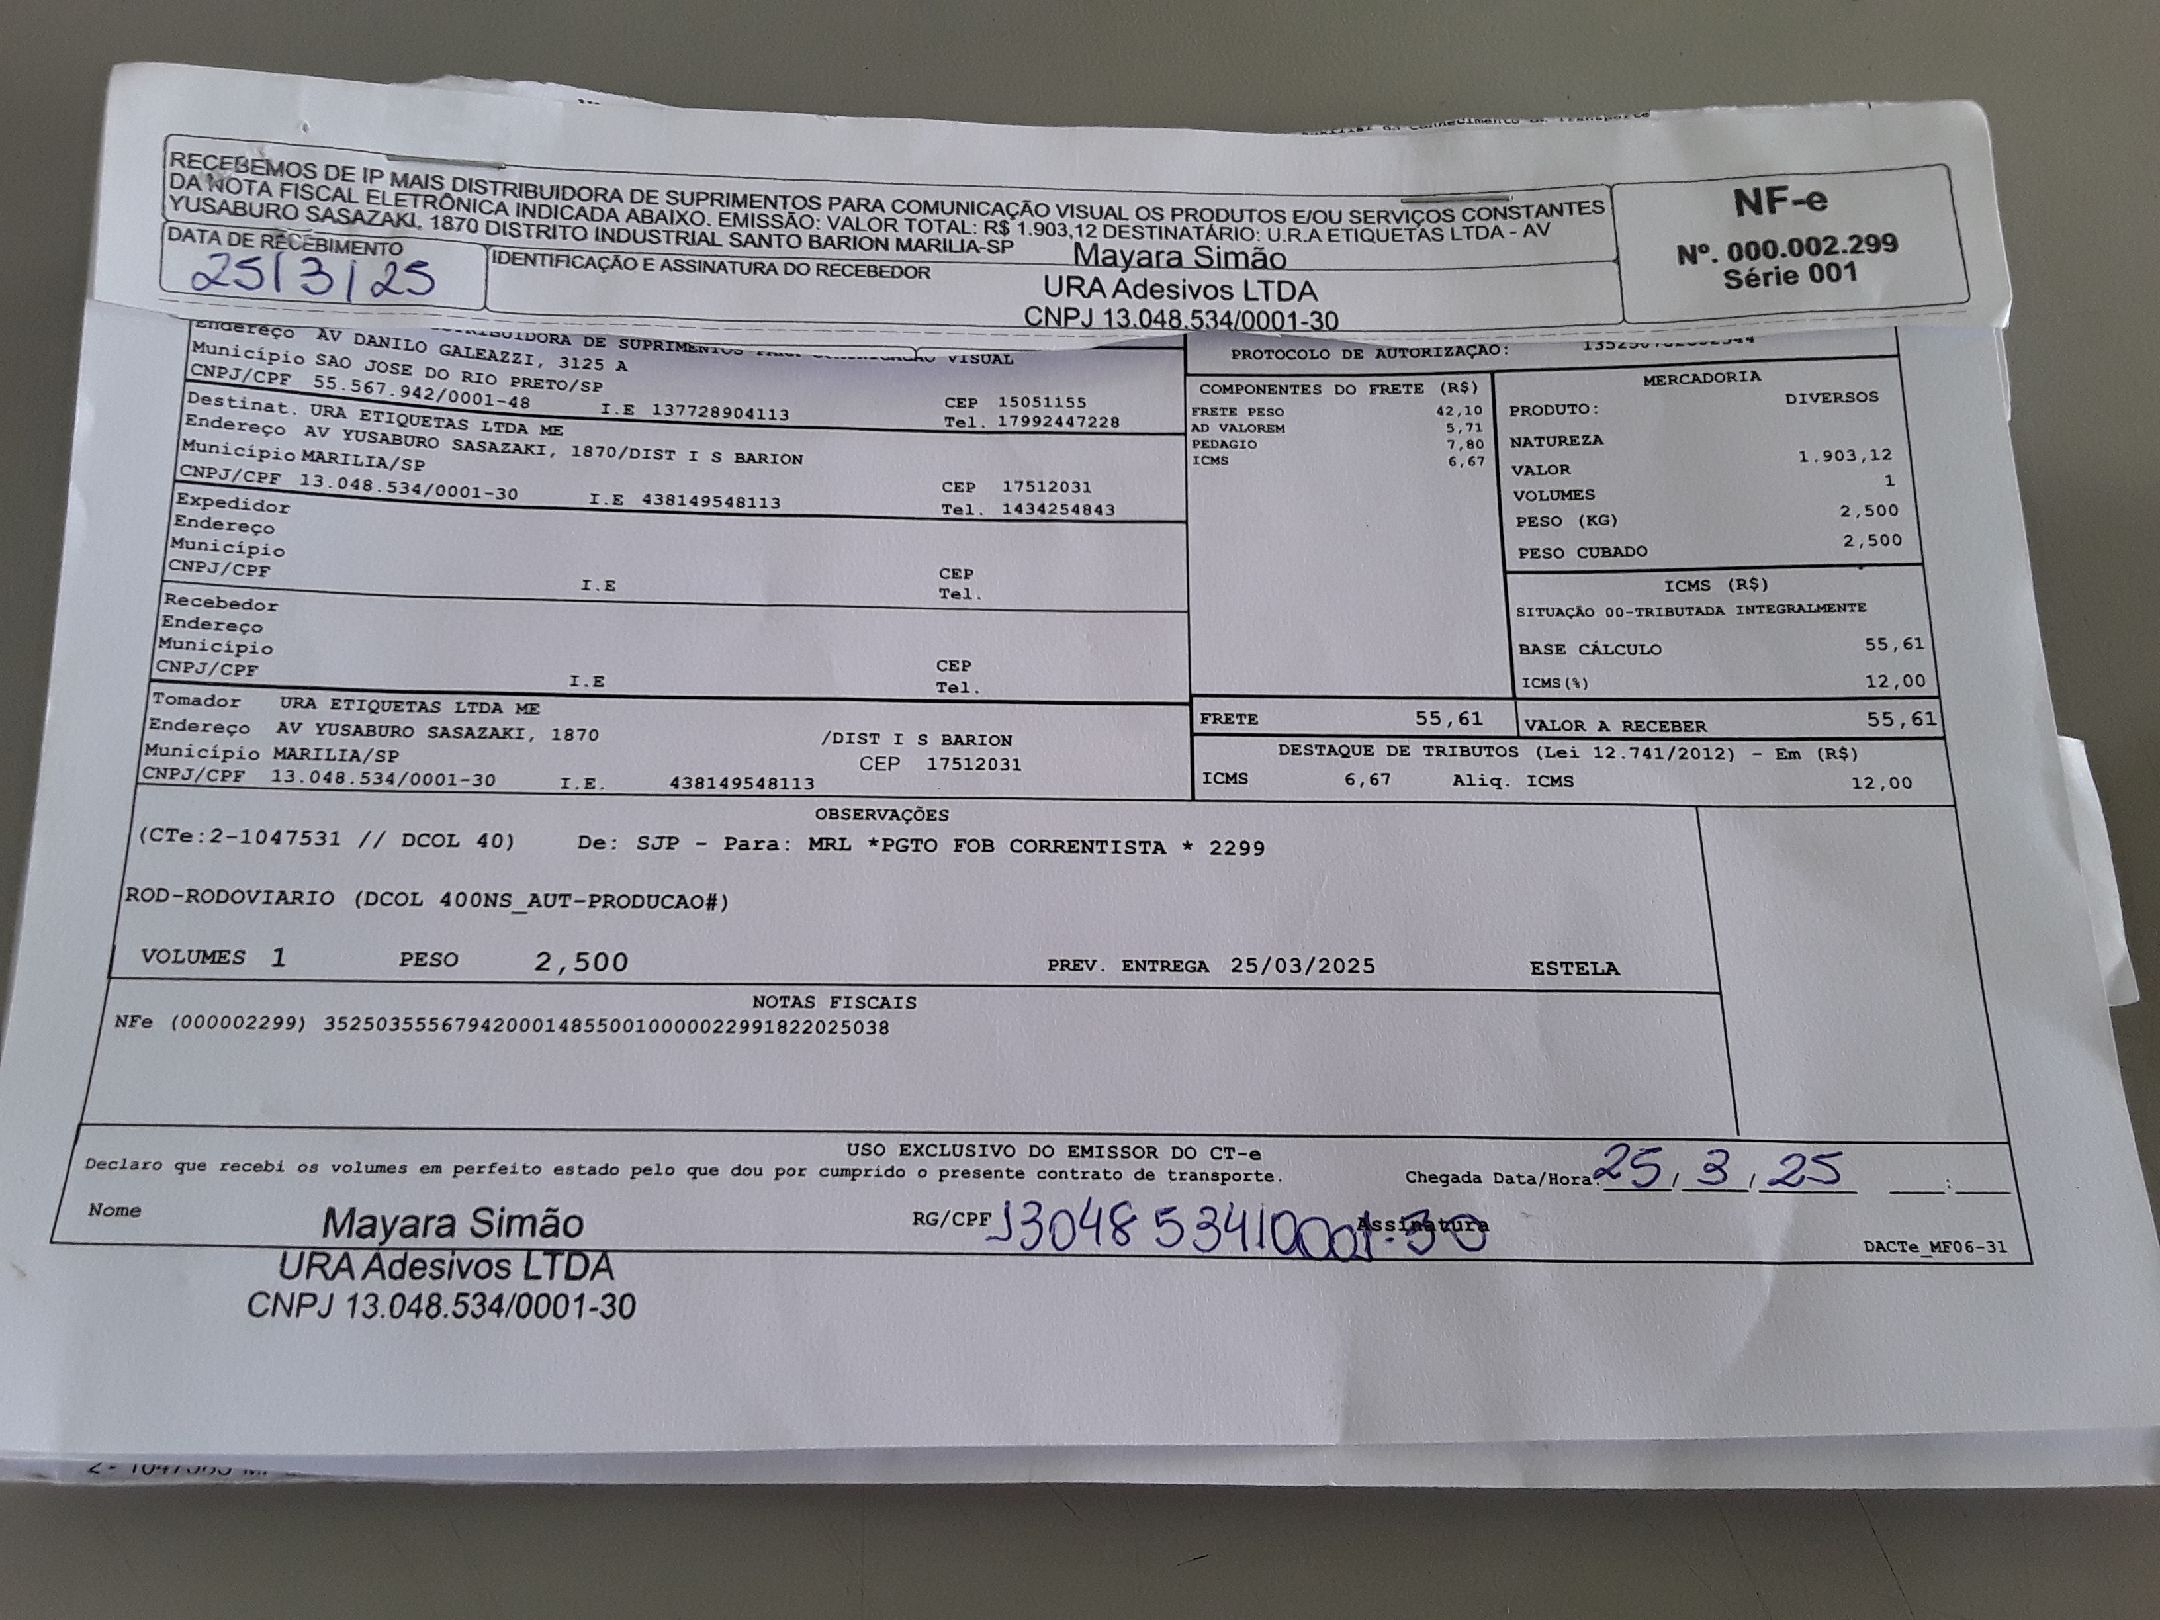 RECEBEMOS DE IP MAIS DISTRIBUIDORA DE SUPRIMENTOS PARA COMUNICAÇÃO VISUAL OS PRODUTOS E/OU SERVIÇOS CONSTANTES
DA NOTA FISCAL ELETRÔNICA INDICADA ABAIXO. EMISSÃO: VALOR TOTAL: R$ 1.903,12 DESTINATÁRIO: U.R.A ETIQUETAS LTDA - AV
YUSABURO SASAZAKI, 1870 DISTRITO INDUSTRIAL SANTO BARION MARILIA-SP
NF-e
Nº. 000.002.299
Série 001
DATA DE RECEBIMENTO
25/3/25
IDENTIFICAÇÃO E ASSINATURA DO RECEBEDOR
Mayara Simão
URA Adesivos LTDA
CNPJ 13.048.534/0001-30
Endereço AV DANILO GALEAZZI, 3125 A
Município SAO JOSE DO RIO PRETO/SP
CEP 15051155
CNPJ/CPF 55.567.942/0001-48 I.E 137728904113 Tel. 17992447228
Destinat. URA ETIQUETAS LTDA ME
Endereço AV YUSABURO SASAZAKI, 1870/DIST I S BARION
Município MARILIA/SP CEP 17512031
CNPJ/CPF 13.048.534/0001-30 I.E 438149548113 Tel. 1434254843
Expedidor
Endereço
Município CEP
CNPJ/CPF I.E Tel.
Recebedor
Endereço
Município CEP
CNPJ/CPF I.E Tel.
Tomador URA ETIQUETAS LTDA ME
Endereço AV YUSABURO SASAZAKI, 1870 /DIST I S BARION
Município MARILIA/SP CEP 17512031
CNPJ/CPF 13.048.534/0001-30 I.E. 438149548113
PROTOCOLO DE AUTORIZAÇÃO:
COMPONENTES DO FRETE (R$)
FRETE PESO 42,10
AD VALOREM 5,71
PEDAGIO 7,80
ICMS 6,67
MERCADORIA
PRODUTO: DIVERSOS
NATUREZA
VALOR 1.903,12
VOLUMES 1
PESO (KG) 2,500
PESO CUBADO 2,500
ICMS (R$)
SITUAÇÃO 00-TRIBUTADA INTEGRALMENTE
BASE CÁLCULO 55,61
ICMS(%) 12,00
FRETE 55,61 VALOR A RECEBER 55,61
DESTAQUE DE TRIBUTOS (Lei 12.741/2012) - Em (R$)
ICMS 6,67 Aliq. ICMS 12,00
OBSERVAÇÕES
(CTe:2-1047531 // DCOL 40) De: SJP - Para: MRL *PGTO FOB CORRENTISTA * 2299
ROD-RODOVIARIO (DCOL 400NS_AUT-PRODUCAO#)
VOLUMES 1 PESO 2,500 PREV. ENTREGA 25/03/2025 ESTELA
NOTAS FISCAIS
NFe (000002299) 35250355567942000148550010000022991822025038
USO EXCLUSIVO DO EMISSOR DO CT-e
Declaro que recebi os volumes em perfeito estado pelo que dou por cumprido o presente contrato de transporte.
Chegada Data/Hora: 25/3/25 __:__
Nome Mayara Simão RG/CPF 13048534/0001-30 Assinatura
DACTe_MF06-31
URA Adesivos LTDA
CNPJ 13.048.534/0001-30